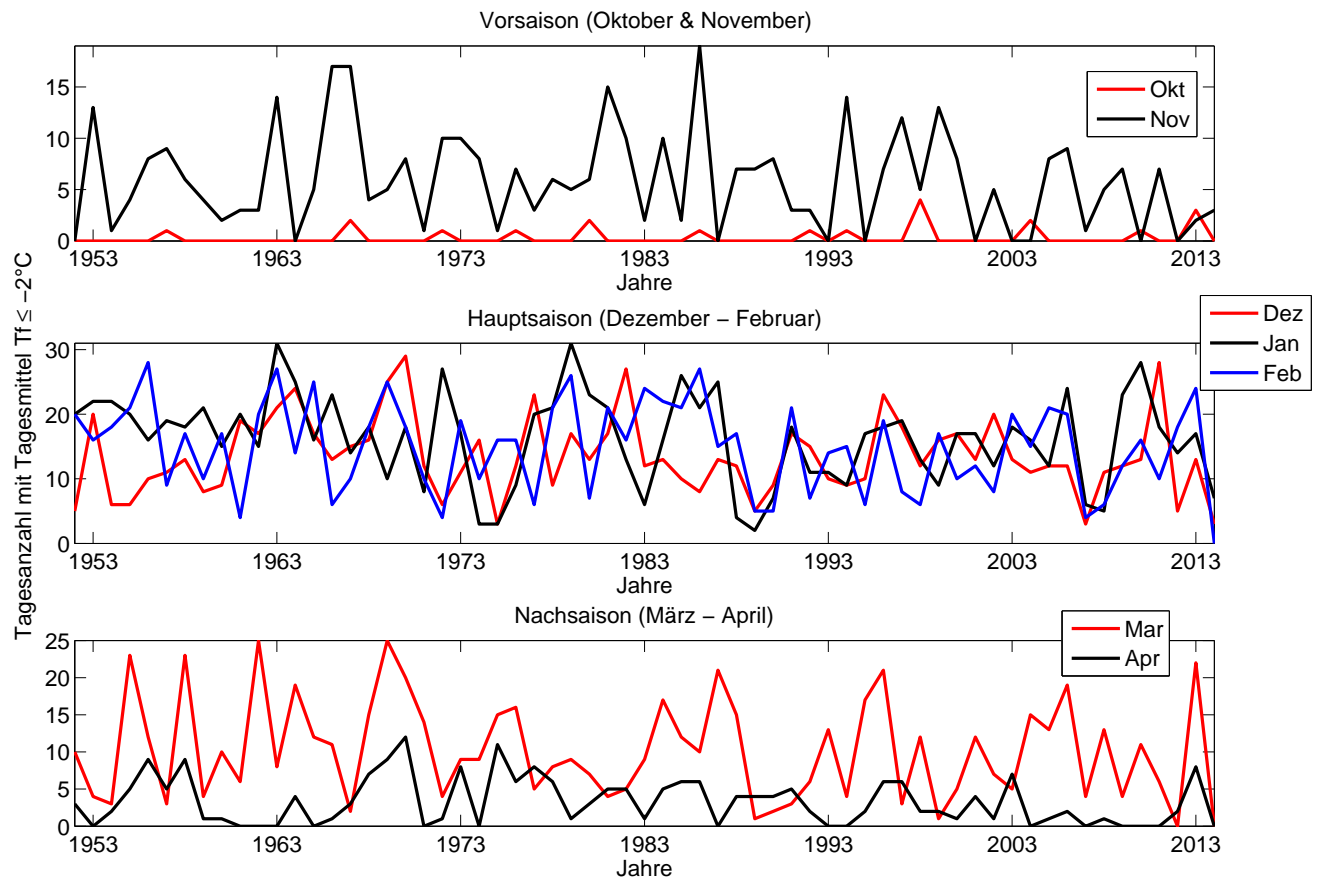 Vorsaison (Oktober & November)
15
10
5
0
Okt
Nov
1953 1963 1973 1983 1993 2003 2013
Jahre
Tagesanzahl mit Tagesmittel Tf ≤ −2°C
Hauptsaison (Dezember − Februar)
30
20
10
0
Dez
Jan
Feb
1953 1963 1973 1983 1993 2003 2013
Jahre
Nachsaison (März − April)
25
20
15
10
5
0
Mar
Apr
1953 1963 1973 1983 1993 2003 2013
Jahre